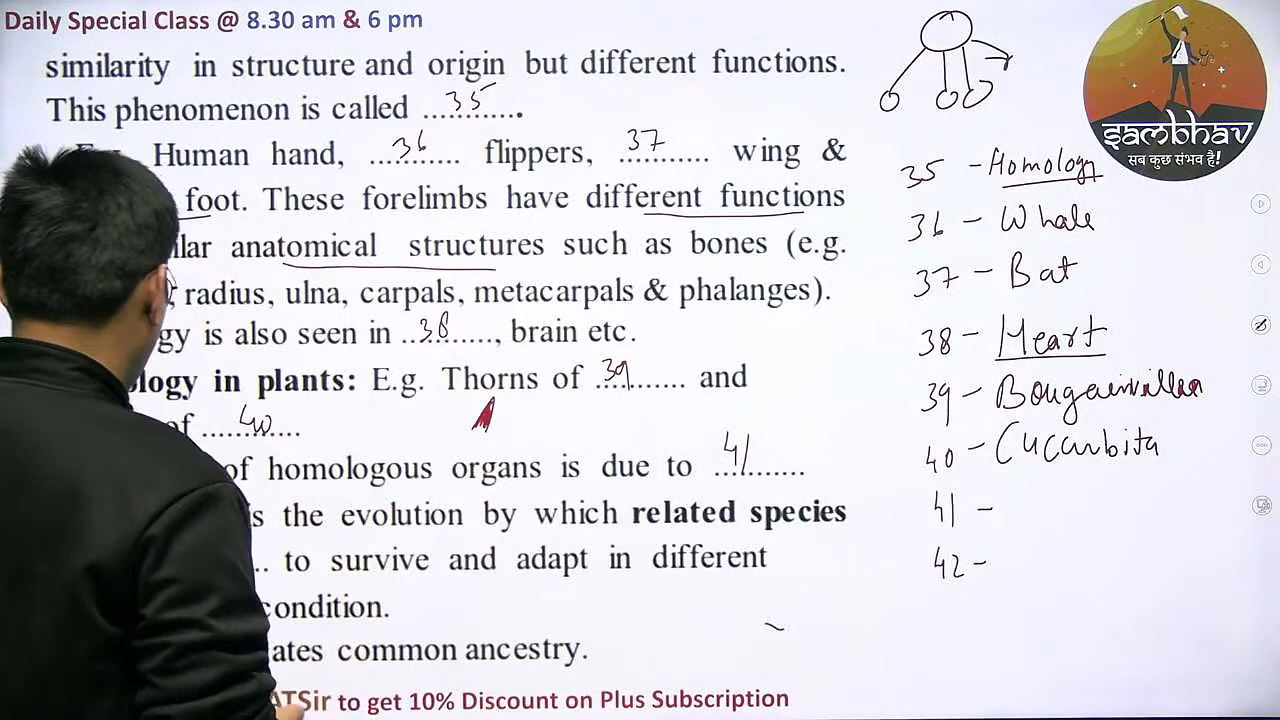 Daily Special Class @ 8.30 am & 6 pm
similarity in structure and origin but different functions.
This phenomenon is called ...35........
Human hand, ...36...... flippers, ...37...... wing &
foot. These forelimbs have different functions
anatomical structures such as bones (e.g.
radius, ulna, carpals, metacarpals & phalanges).
is also seen in ...38......, brain etc.
in plants: E.g. Thorns of ...39...... and
of ...40......
of homologous organs is due to ...41......
the evolution by which related species
.. to survive and adapt in different
condition.
common ancestry.
to get 10% Discount on Plus Subscription
sambhav
सब कुछ संभव है!
35 - Homology
36 - Whale
37 - Bat
38 - Heart
39 - Bougainvillea
40 - Cucurbita
41 -
42 -